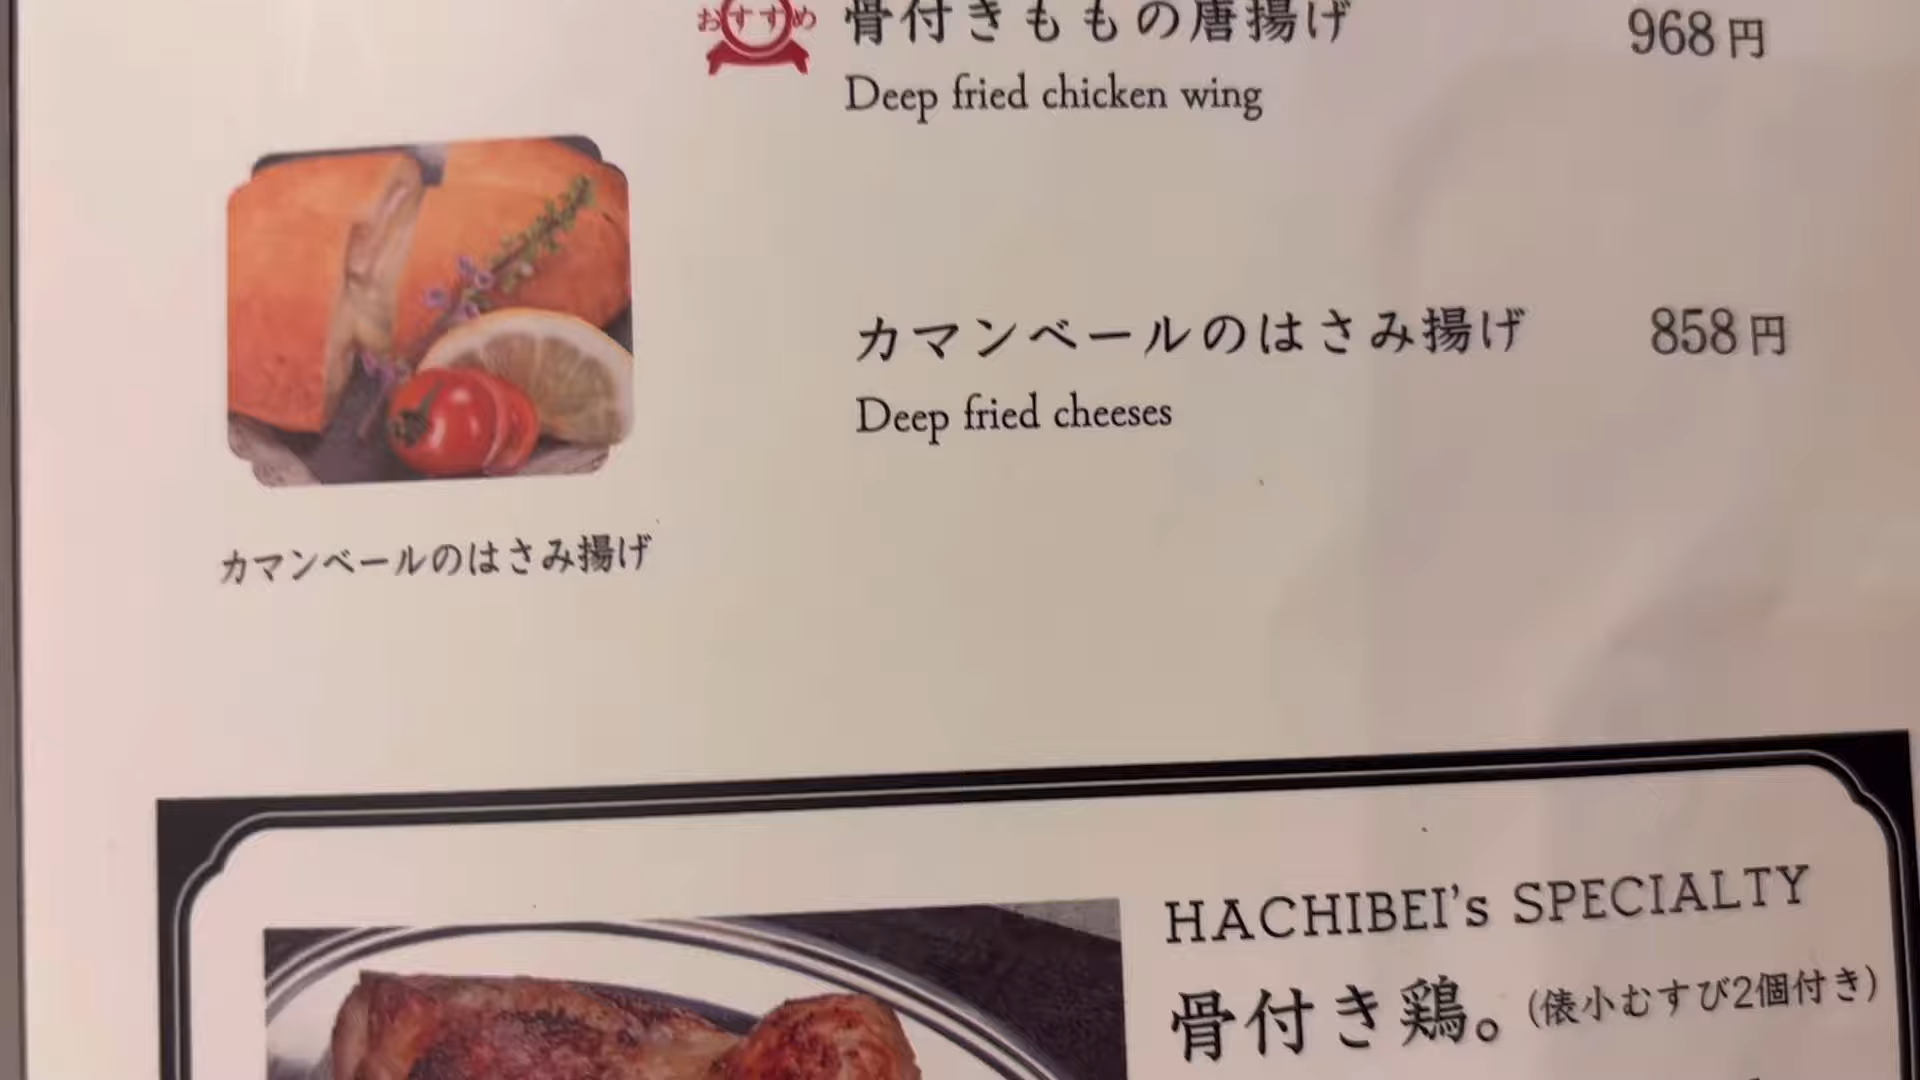 おすすめ
骨付きももの唐揚げ 968円
Deep fried chicken wing
カマンベールのはさみ揚げ 858円
Deep fried cheeses
カマンベールのはさみ揚げ
HACHIBEI's SPECIALTY
骨付き鶏。(俵小むすび2個付き)